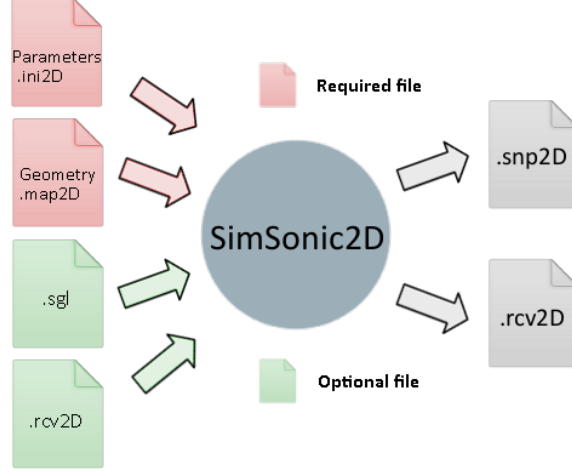 Parameters
.ini2D
Required file
Geometry
.map2D
.snp2D
SimSonic2D
.sgl
.rcv2D
Optional file
.rcv2D